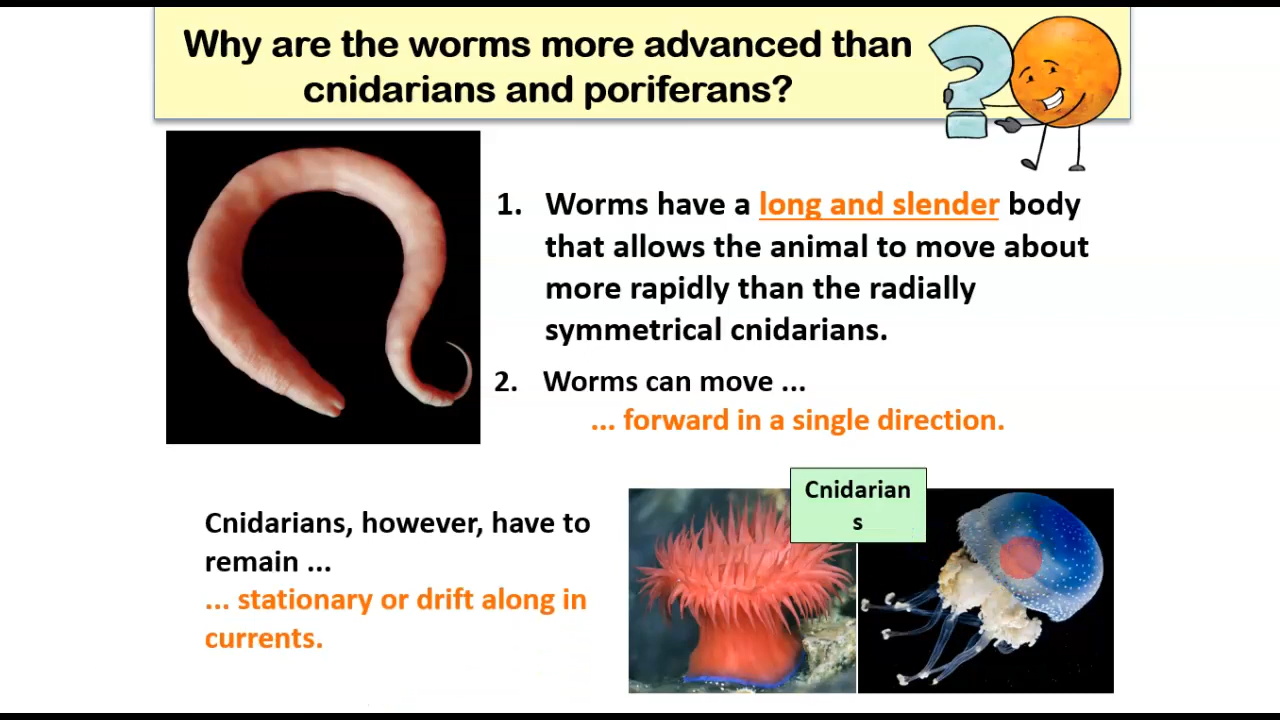 Why are the worms more advanced than
cnidarians and poriferans?
?
1. Worms have a long and slender body
that allows the animal to move about
more rapidly than the radially
symmetrical cnidarians.
2. Worms can move ...
... forward in a single direction.
Cnidarians, however, have to
remain ...
... stationary or drift along in
currents.
Cnidarian
s